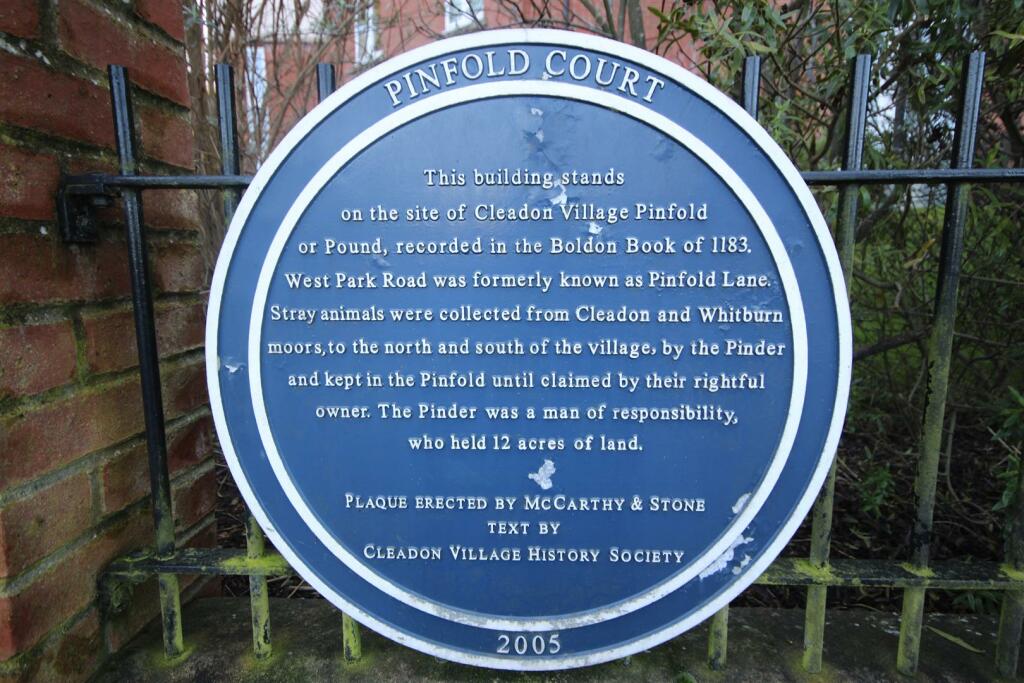 PINFOLD COURT
This building stands
on the site of Cleadon Village Pinfold
or Pound, recorded in the Boldon Book of 1183.
West Park Road was formerly known as Pinfold Lane.
Stray animals were collected from Cleadon and Whitburn
moors, to the north and south of the village, by the Pinder
and kept in the Pinfold until claimed by their rightful
owner. The Pinder was a man of responsibility,
who held 12 acres of land.
PLAQUE ERECTED BY MCCARTHY & STONE
TEXT BY
CLEADON VILLAGE HISTORY SOCIETY
2005